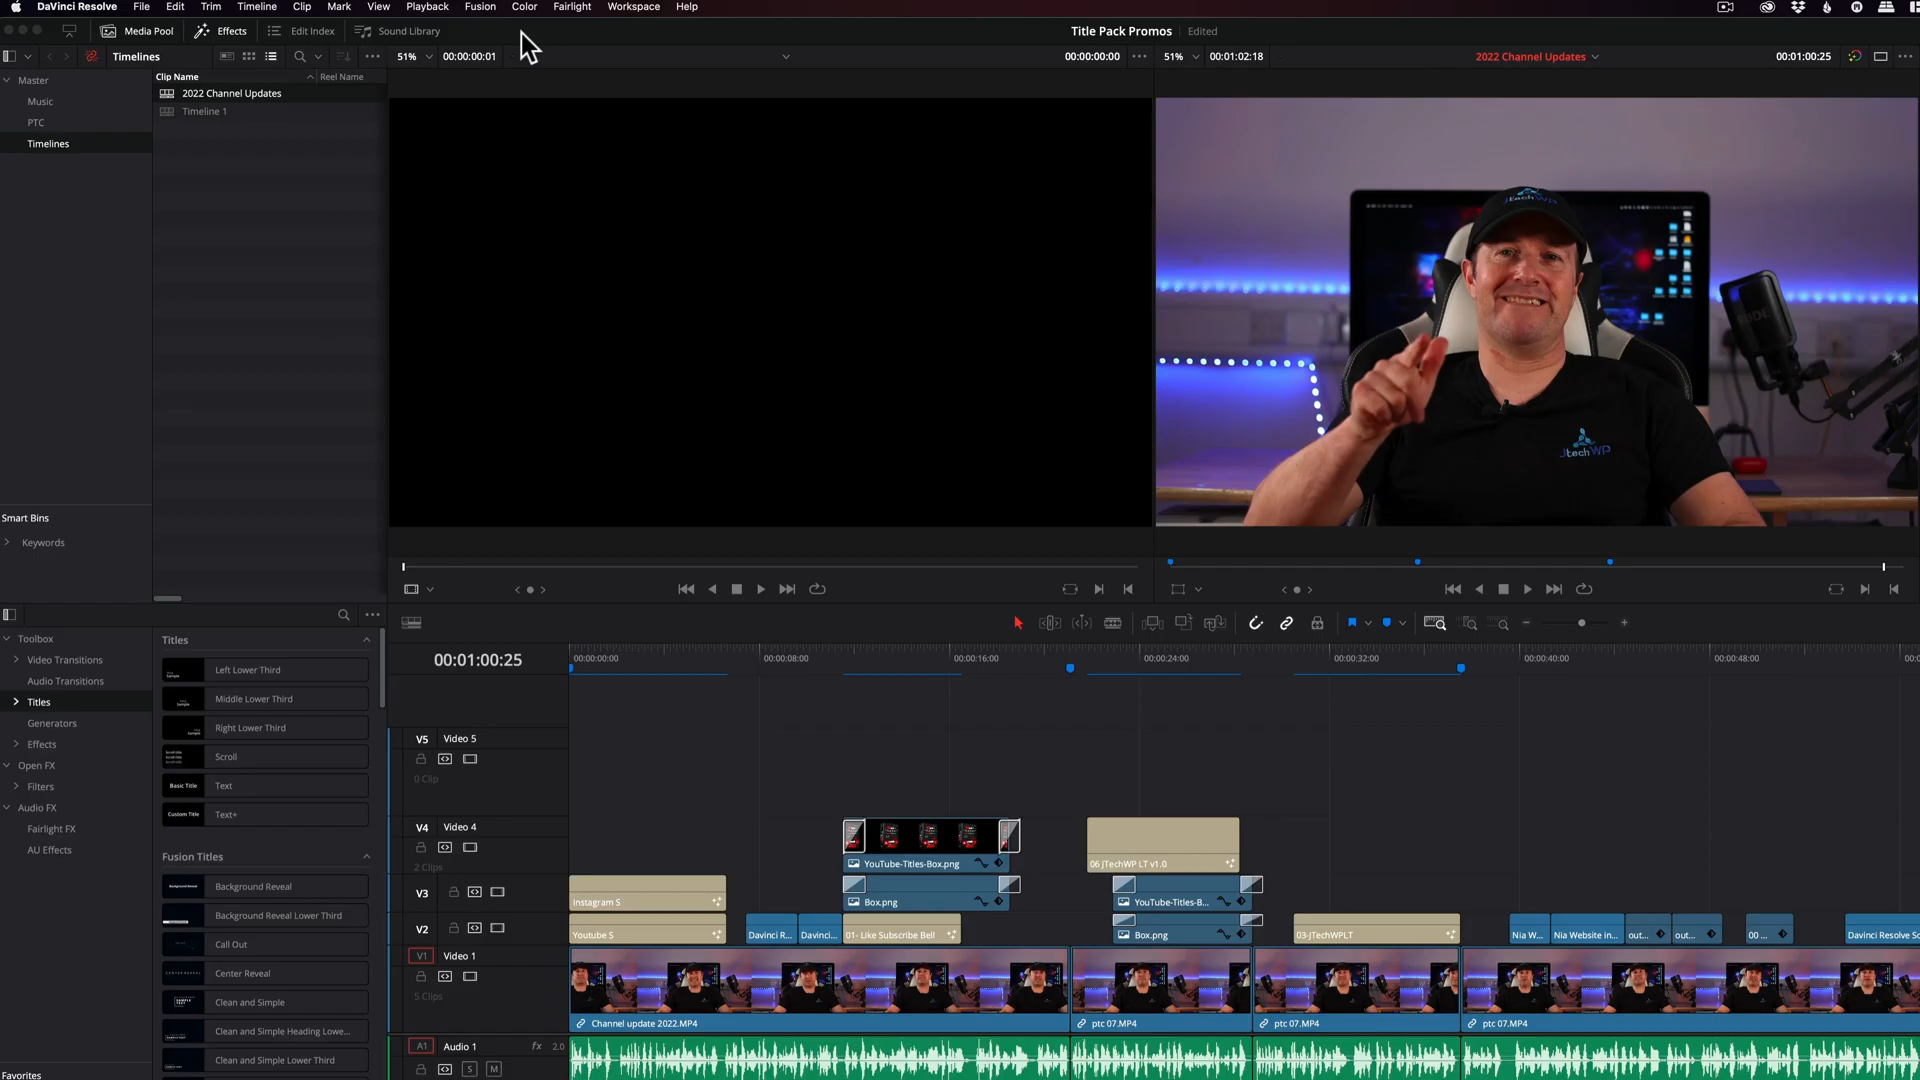 DaVinci Resolve File Edit Trim Timeline Clip Mark View Playback Fusion Color Fairlight Workspace Help
Media Pool Effects Edit Index Sound Library Title Pack Promos Edited
Timelines 51% 00:00:00:01 00:00:00:00 51% 00:01:02:18 2022 Channel Updates 00:01:00:25
Master Clip Name Reel Name
2022 Channel Updates
Music Timeline 1
PTC
Timelines
JtechWP
RODE
JtechWP
Smart Bins
Keywords
Toolbox Titles
Video Transitions Left Lower Third
Audio Transitions Middle Lower Third
Titles Right Lower Third
Generators
Effects Scroll
Open FX
Filters Basic Title Text
Audio FX Custom Title Text+
Fairlight FX
AU Effects Fusion Titles
Background Reveal
Background Reveal Lower Third
Call Out
Center Reveal
Clean and Simple
Clean and Simple Heading Lowe...
Clean and Simple Lower Third
Favorites
00:01:00:25 00:00:00:00 00:00:08:00 00:00:16:00 00:00:24:00 00:00:32:00 00:00:40:00 00:00:48:00
V5 Video 5
0 Clip
V4 Video 4
2 Clips YouTube-Titles-Box.png 06 JTechWP LT v1.0
V3 Instagram S Box.png YouTube-Titles-B...
V2 Youtube S Davinci R... Davinci... 01- Like Subscribe Bell Box.png 03-JTechWPLT Nia W... Nia Website in... out... out... 00 ... Davinci Resolve So
V1 Video 1
5 Clips
Channel update 2022.MP4 ptc 07.MP4 ptc 07.MP4 ptc 07.MP4
A1 Audio 1 fx 2.0
S M